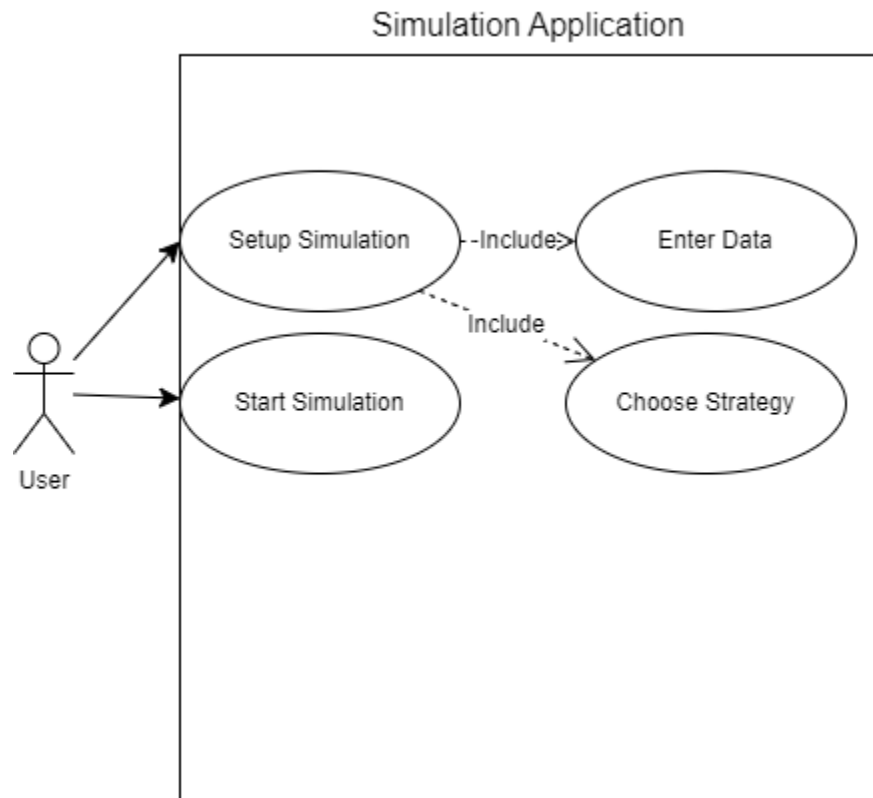 Simulation Application
Setup Simulation
Include
Enter Data
Include
Start Simulation
Choose Strategy
User